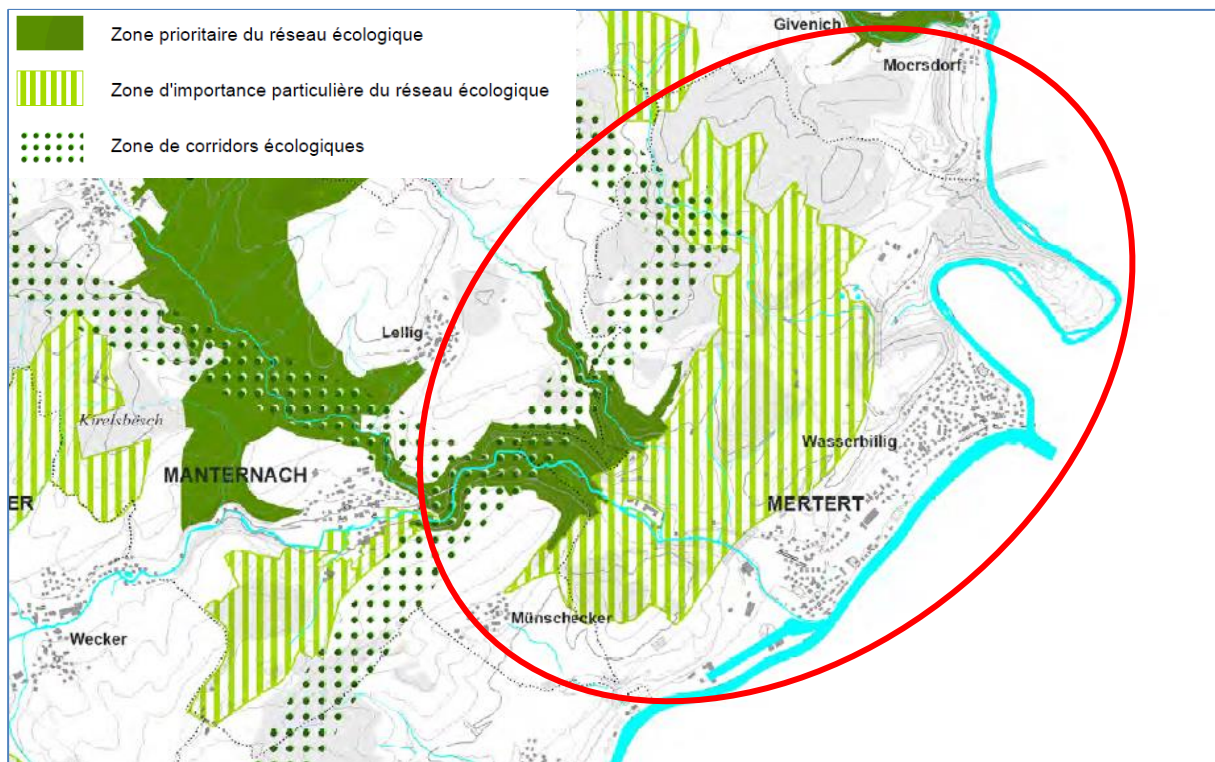 Zone prioritaire du réseau écologique
Zone d'importance particulière du réseau écologique
Zone de corridors écologiques
Givenich
Mocrsdorf
Lellig
Kirelsbësch
MANTERNACH
ER
Wasserbillig
MERTERT
Münschecker
Wecker